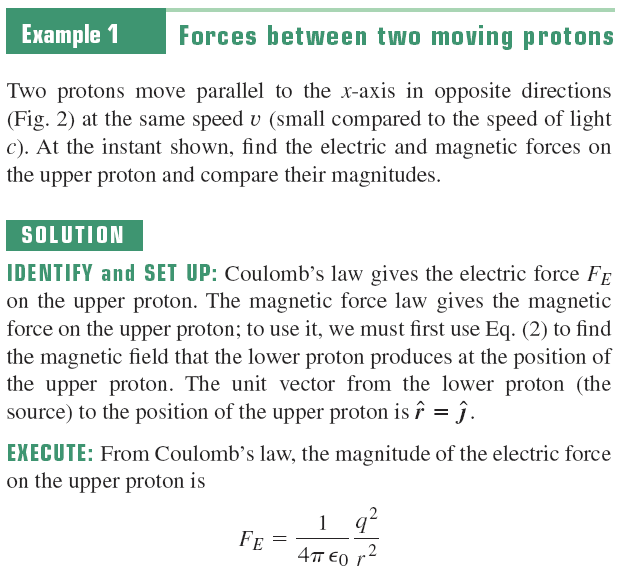 Example 1 Forces between two moving protons
Two protons move parallel to the x-axis in opposite directions
(Fig. 2) at the same speed v (small compared to the speed of light
c). At the instant shown, find the electric and magnetic forces on
the upper proton and compare their magnitudes.
SOLUTION
IDENTIFY and SET UP: Coulomb's law gives the electric force F_E
on the upper proton. The magnetic force law gives the magnetic
force on the upper proton; to use it, we must first use Eq. (2) to find
the magnetic field that the lower proton produces at the position of
the upper proton. The unit vector from the lower proton (the
source) to the position of the upper proton is r̂ = ĵ.
EXECUTE: From Coulomb's law, the magnitude of the electric force
on the upper proton is
F_E = \frac{1}{4π ϵ_0} \frac{q^2}{r^2}